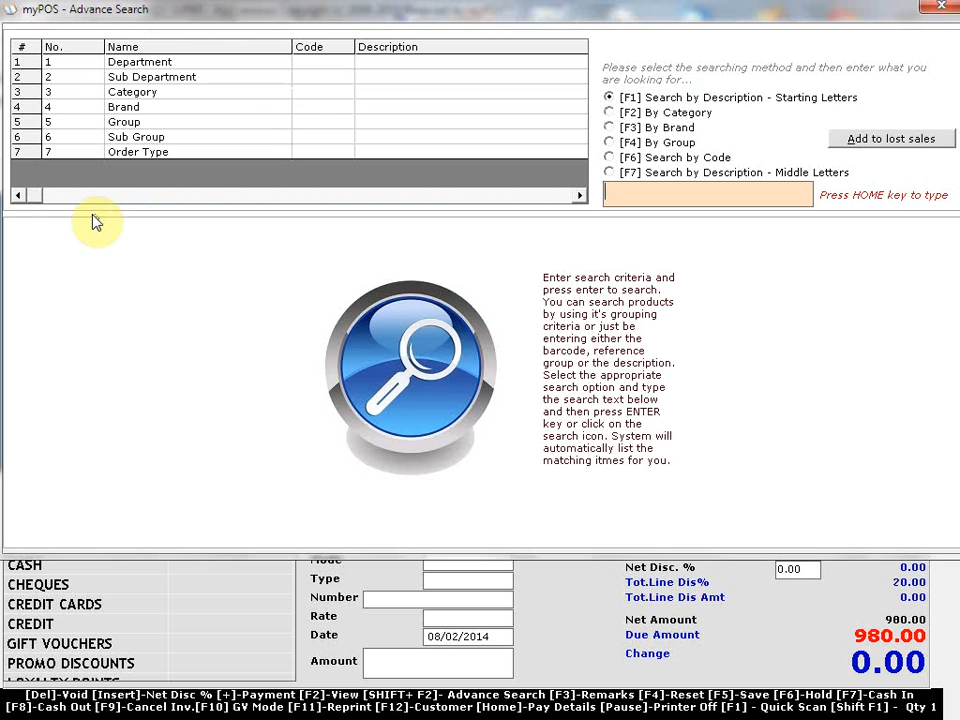 myPOS - Advance Search
# No. Name Code Description
1 1 Department
2 2 Sub Department
3 3 Category
4 4 Brand
5 5 Group
6 6 Sub Group
7 7 Order Type
Please select the searching method and then enter what you
are looking for...
[F1] Search by Description - Starting Letters
[F2] By Category
[F3] By Brand
[F4] By Group
[F6] Search by Code
[F7] Search by Description - Middle Letters
Add to lost sales
Press HOME key to type
Enter search criteria and
press enter to search.
You can search products
by using it's grouping
criteria or just be
entering either the
barcode, reference
group or the description.
Select the appropriate
search option and type
the search text below
and then press ENTER
key or click on the
search icon. System will
automatically list the
matching itmes for you.
CASH
CHEQUES
CREDIT CARDS
CREDIT
GIFT VOUCHERS
PROMO DISCOUNTS
Mode
Type
Number
Rate
Date 08/02/2014
Amount
Net Disc. % 0.00 0.00
Tot.Line Dis% 20.00
Tot.Line Dis Amt 0.00
Net Amount 980.00
Due Amount 980.00
Change 0.00
[Del]-Void [Insert]-Net Disc % [+]-Payment [F2]-View [SHIFT+ F2]- Advance Search [F3]-Remarks [F4]-Reset [F5]-Save [F6]-Hold [F7]-Cash In
[F8]-Cash Out [F9]-Cancel Inv.[F10] GV Mode [F11]-Reprint [F12]-Customer [Home]-Pay Details [Pause]-Printer Off [F1] - Quick Scan [Shift F1] - Qty 1